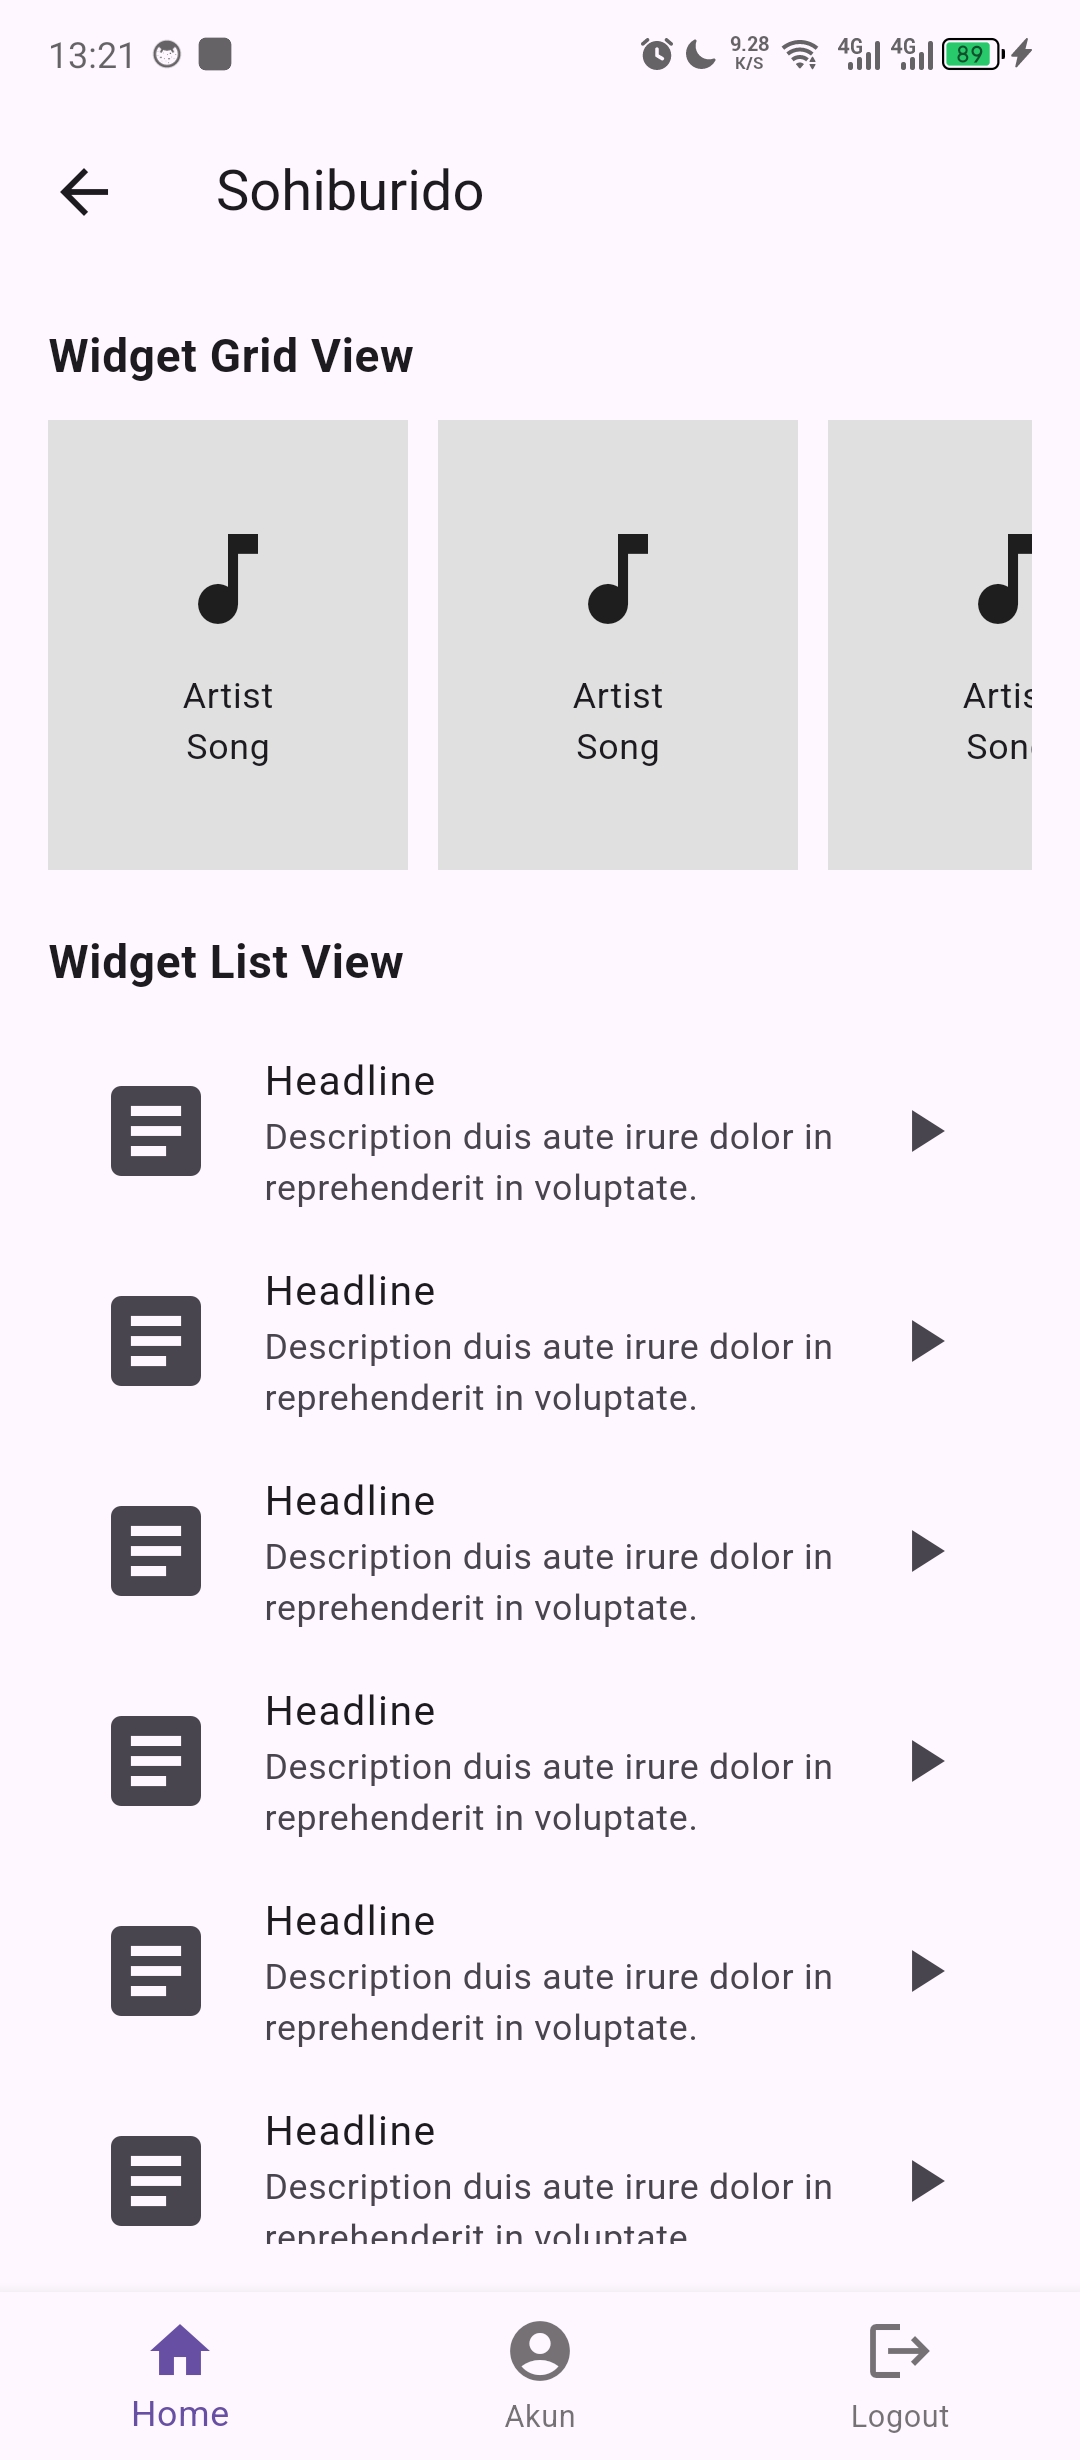 13:21
9.28
K/S
4G
4G
89
Sohiburido
Widget Grid View
Artist
Song
Artist
Song
Artis
Song
Widget List View
Headline
Description duis aute irure dolor in
reprehenderit in voluptate.
Headline
Description duis aute irure dolor in
reprehenderit in voluptate.
Headline
Description duis aute irure dolor in
reprehenderit in voluptate.
Headline
Description duis aute irure dolor in
reprehenderit in voluptate.
Headline
Description duis aute irure dolor in
reprehenderit in voluptate.
Headline
Description duis aute irure dolor in
reprehenderit in voluptate
Home
Akun
Logout